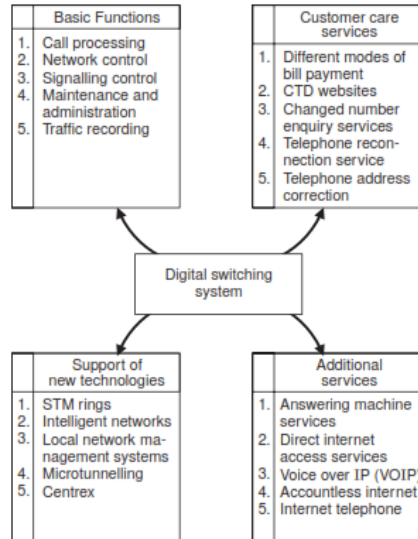 Basic Functions
1. Call processing
2. Network control
3. Signalling control
4. Maintenance and
administration
5. Traffic recording
Customer care
services
1. Different modes of
bill payment
2. CTD websites
3. Changed number
enquiry services
4. Telephone recon-
nection service
5. Telephone address
correction
Digital switching
system
Support of
new technologies
1. STM rings
2. Intelligent networks
3. Local network ma-
nagement systems
4. Microtunnelling
5. Centrex
Additional
services
1. Answering machine
services
2. Direct internet
access services
3. Voice over IP (VOIP)
4. Accountless internet
5. Internet telephone